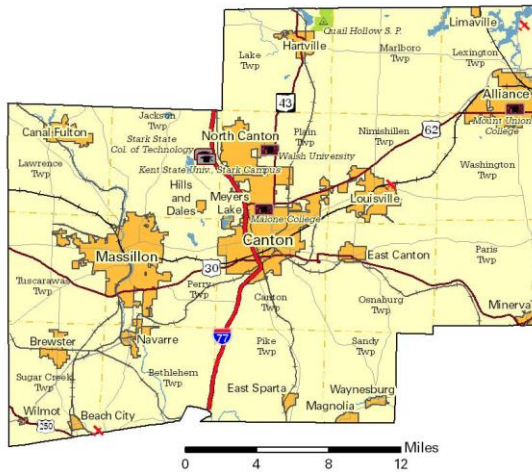 Limaville
Quail Hollow S. P.
Hartville
Lake
Twp
Marlboro
Twp
Lexington
Twp
Alliance
Mount Union
College
43
62
Jackson
Twp
Canal Fulton
Stark State
Col. of Technology
North Canton
Plain
Twp
Nimishillen
Twp
Walsh University
Washington
Twp
Lawrence
Twp
Kent State Univ., Stark Campus
Hills
and
Dales
Meyers
Lake
Louisville
Malone College
Canton
Massillon
30
East Canton
Paris
Twp
Tuscarawas
Twp
Perry
Twp
Canton
Twp
Osnaburg
Twp
Minerva
77
Brewster
Navarre
Pike
Twp
Sandy
Twp
Sugar Creek
Twp
Bethlehem
Twp
East Sparta
Waynesburg
Wilmot
250
Beach City
Magnolia
Miles
0 4 8 12